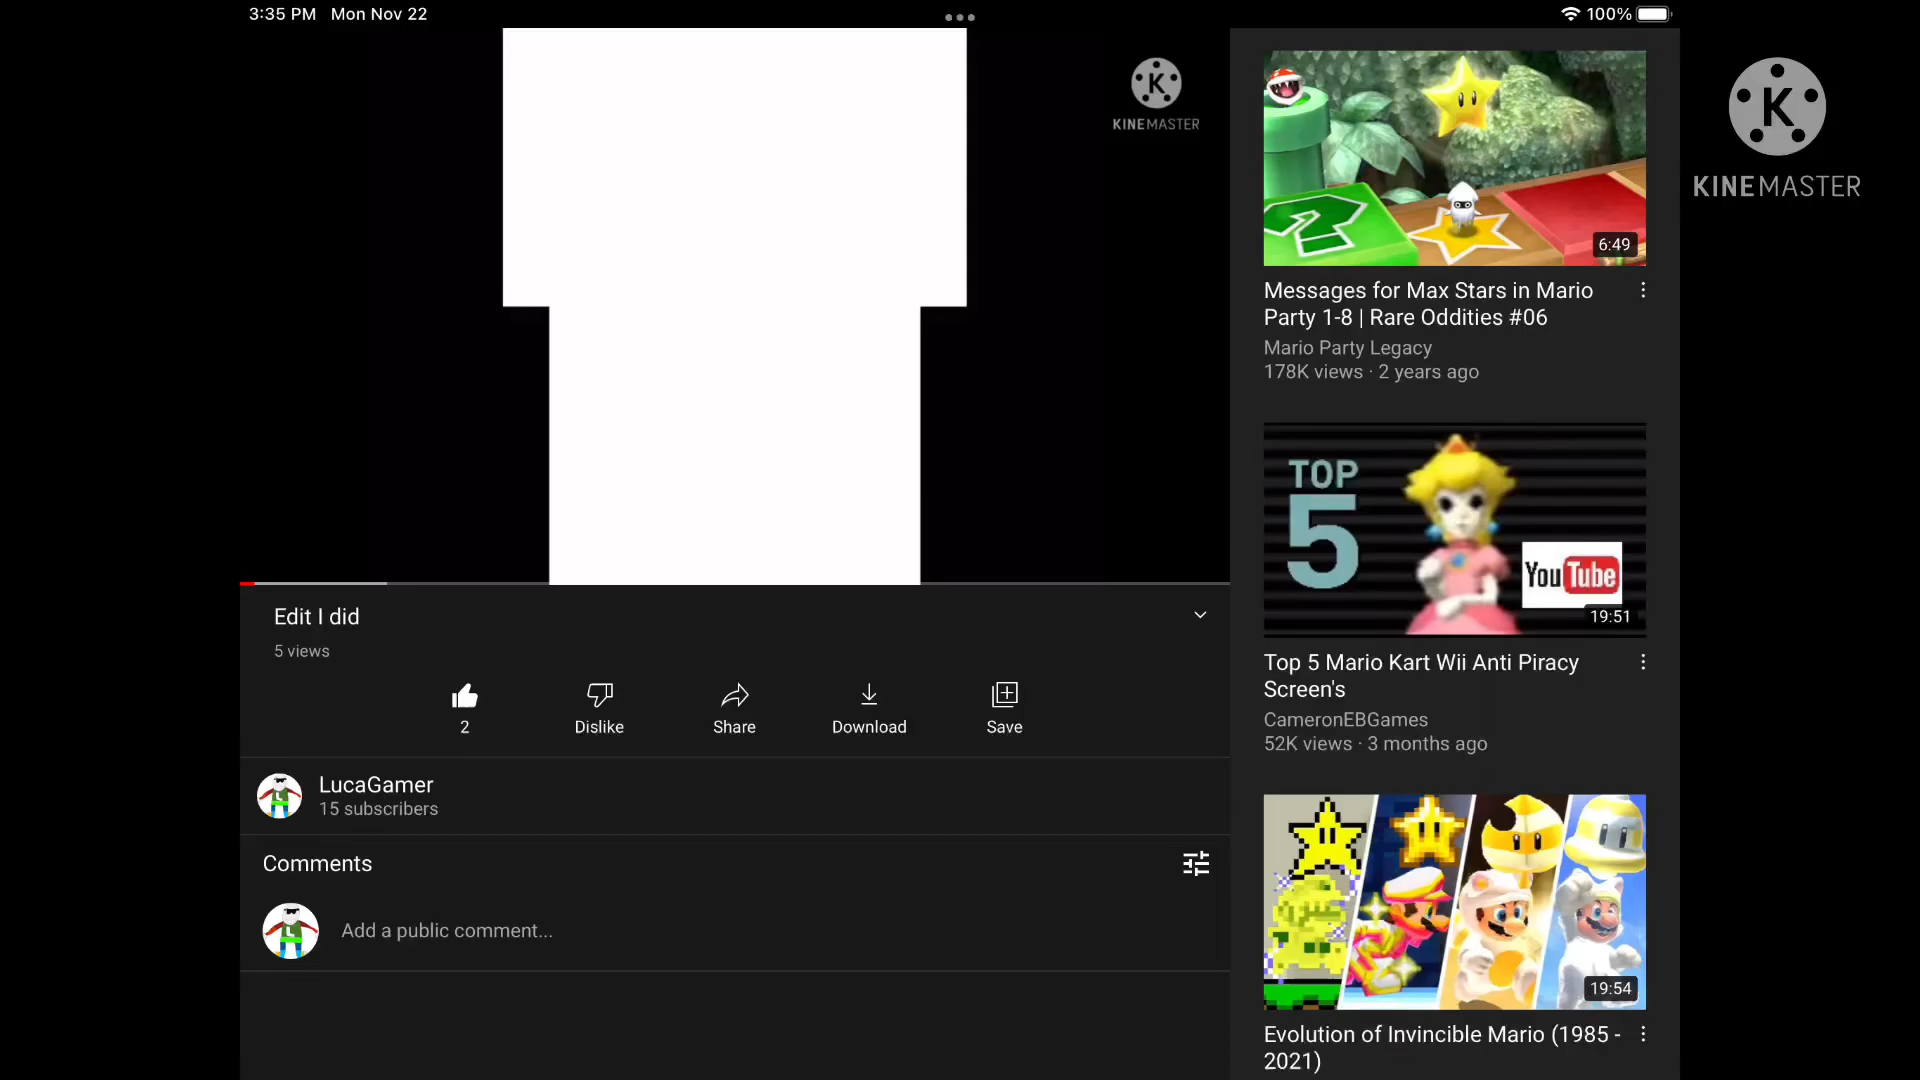 3:35 PM Mon Nov 22
100%
K
KINEMASTER
K
KINEMASTER
6:49
Messages for Max Stars in Mario
Party 1-8 | Rare Oddities #06
Mario Party Legacy
178K views · 2 years ago
TOP
5
YouTube
19:51
Top 5 Mario Kart Wii Anti Piracy
Screen's
CameronEBGames
52K views · 3 months ago
19:54
Evolution of Invincible Mario (1985 -
2021)
Edit I did
5 views
2
Dislike
Share
Download
Save
LucaGamer
15 subscribers
Comments
Add a public comment...